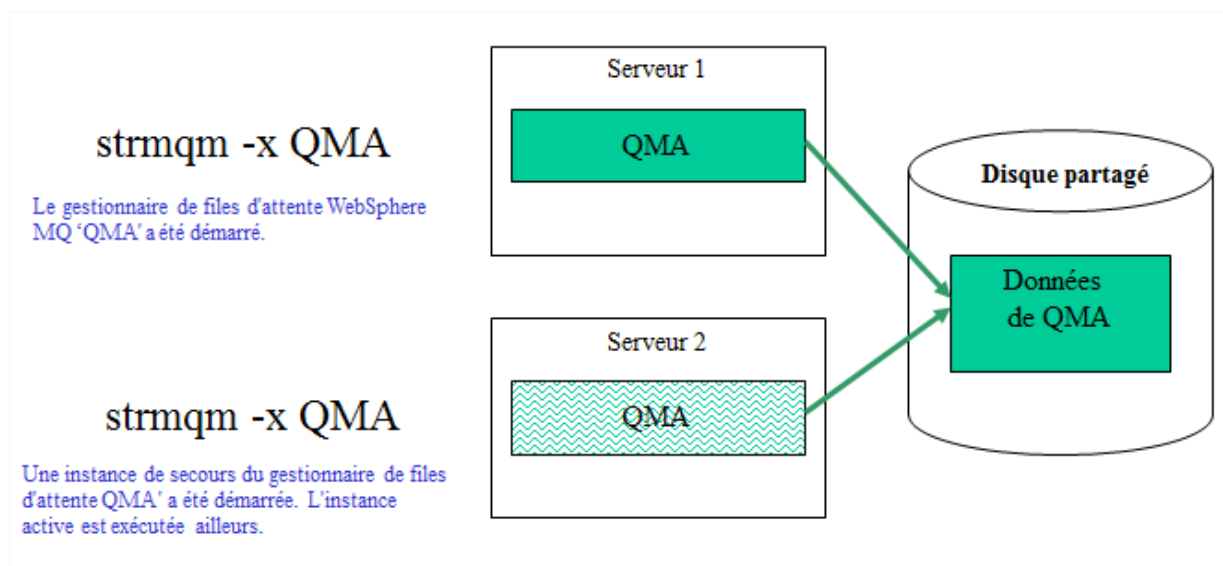 strmqm -x QMA
Le gestionnaire de files d'attente WebSphere
MQ ‘QMA' a été démarré.
Serveur 1
QMA
Disque partagé
Données
de QMA
Serveur 2
QMA
strmqm -x QMA
Une instance de secours du gestionnaire de files
d'attente QMA' a été démarrée. L'instance
active est exécutée ailleurs.